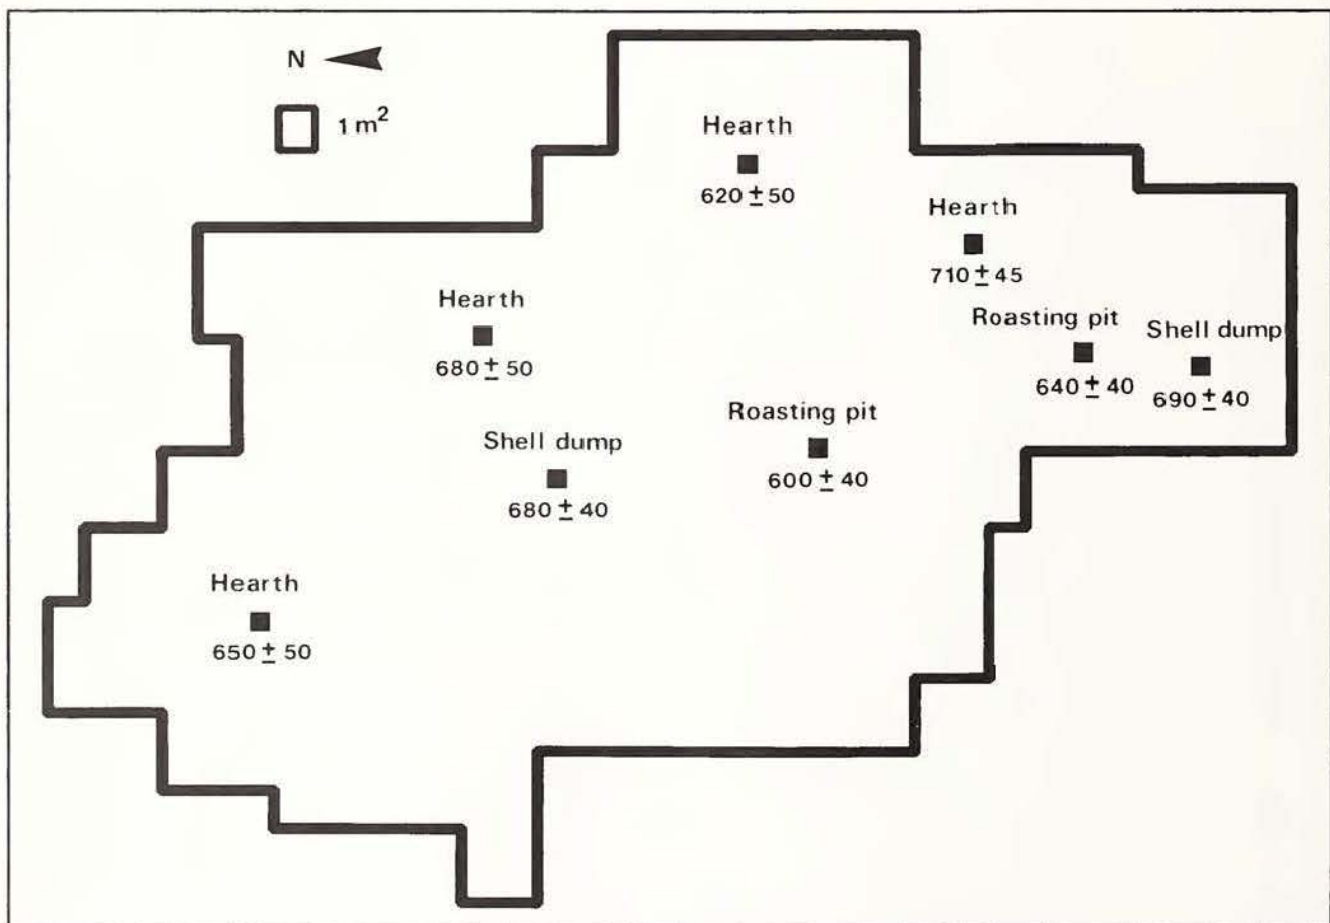 N
1 m²
Hearth
620 ± 50
Hearth
710 ± 45
Hearth
680 ± 50
Roasting pit
640 ± 40
Shell dump
690 ± 40
Roasting pit
600 ± 40
Shell dump
680 ± 40
Hearth
650 ± 50